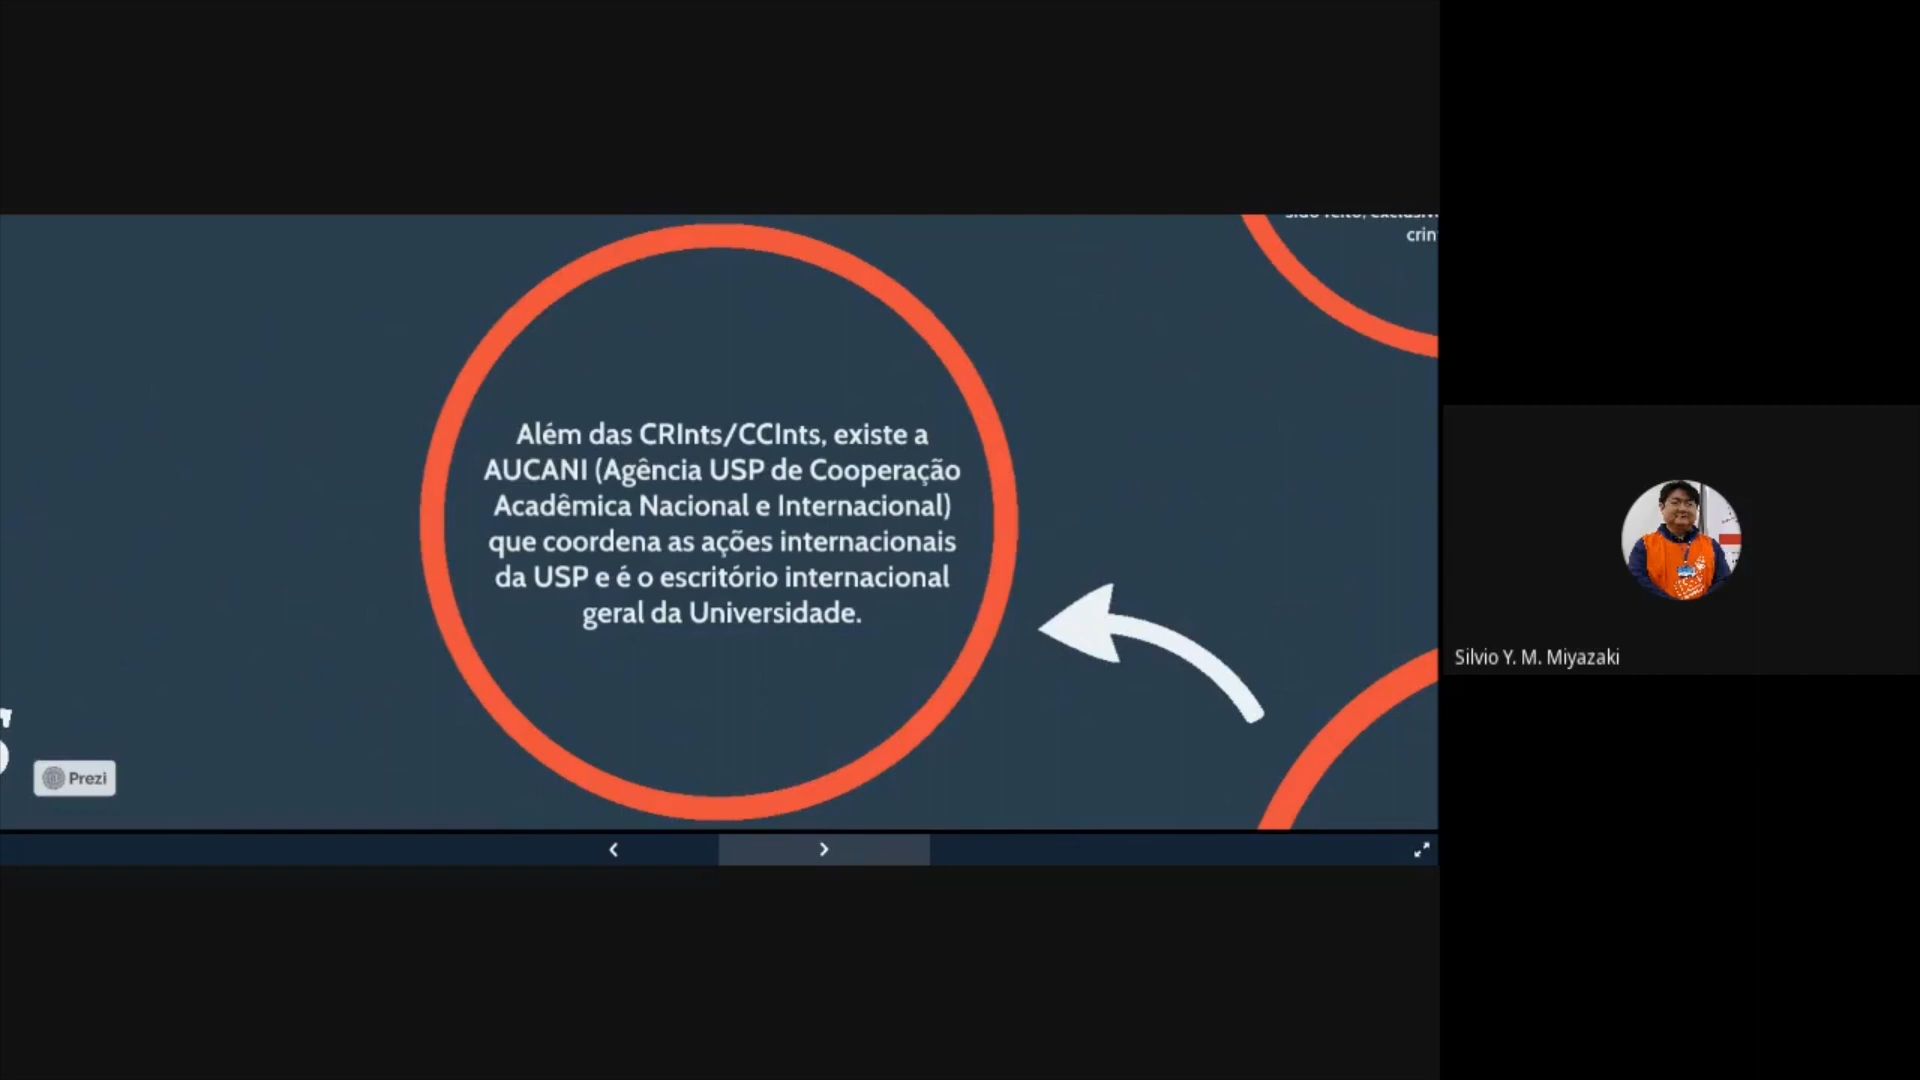 crin
Além das CRInts/CCInts, existe a
AUCANI (Agência USP de Cooperação
Acadêmica Nacional e Internacional)
que coordena as ações internacionais
da USP e é o escritório internacional
geral da Universidade.
Silvio Y. M. Miyazaki
Prezi